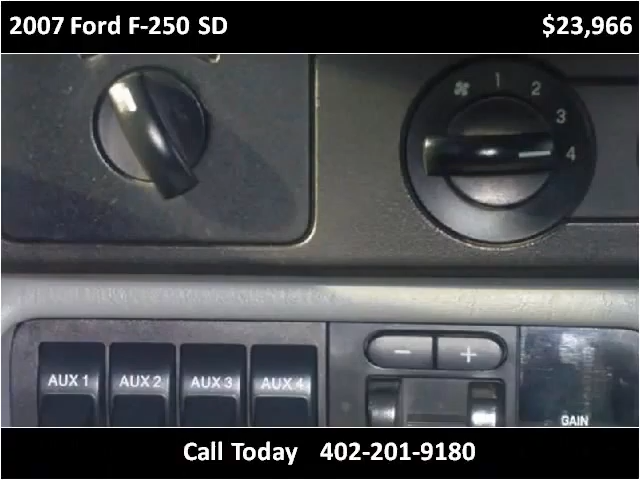 2007 Ford F-250 SD $23,966
1
2
3
4
AUX 1 AUX 2 AUX 3 AUX 4
- +
GAIN
Call Today 402-201-9180